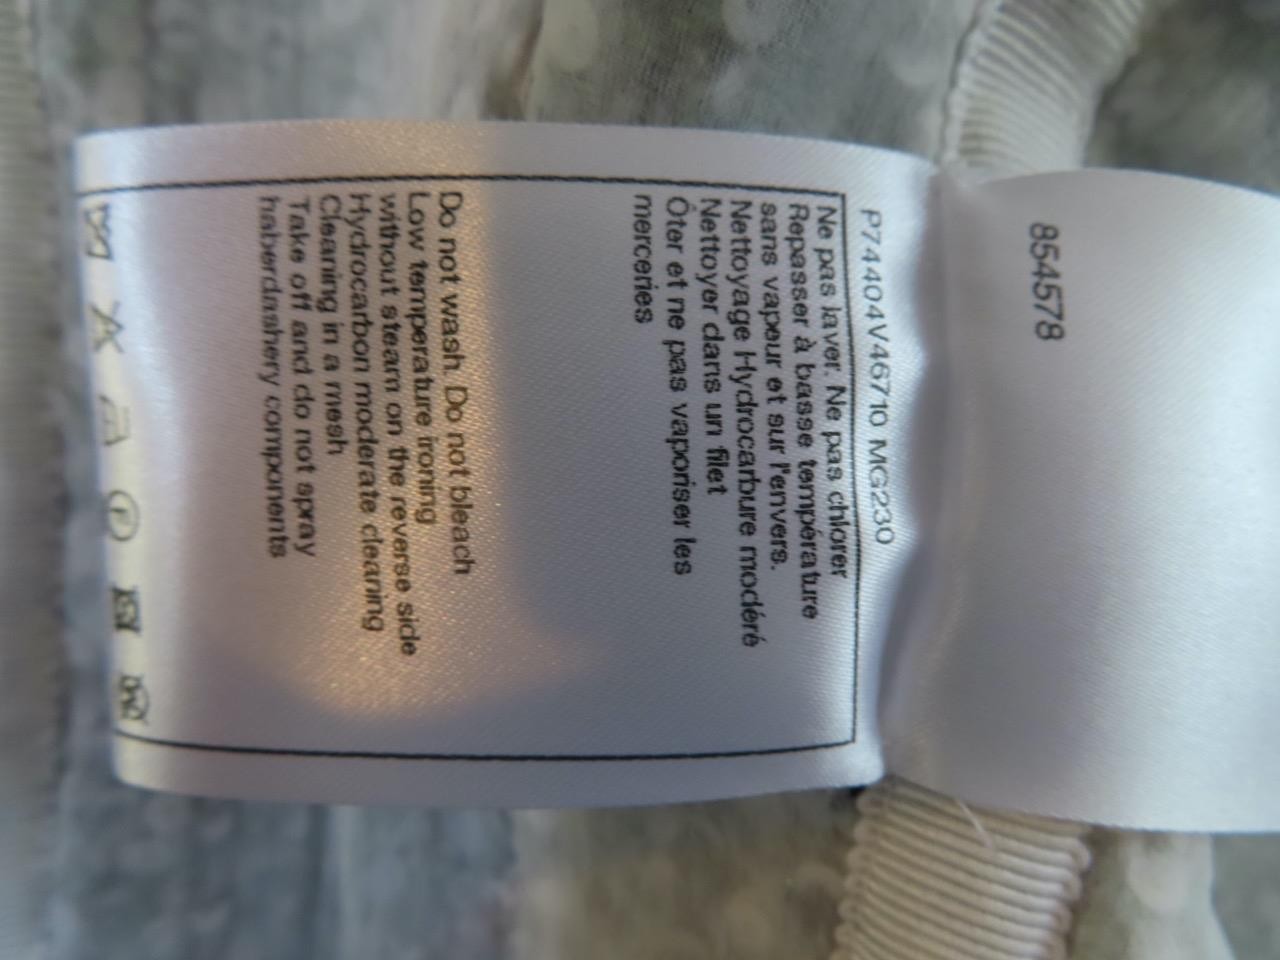 854578
P74404V46710 MG230
Ne pas laver. Ne pas chlorer
Repasser à basse température
sans vapeur et sur l'envers.
Nettoyage Hydrocarbure modéré
Nettoyer dans un filet
Ôter et ne pas vaporiser les
merceries
Do not wash. Do not bleach
Low temperature ironing
without steam on the reverse side
Hydrocarbon moderate cleaning
Cleaning in a mesh
Take off and do not spray
haberdashery components